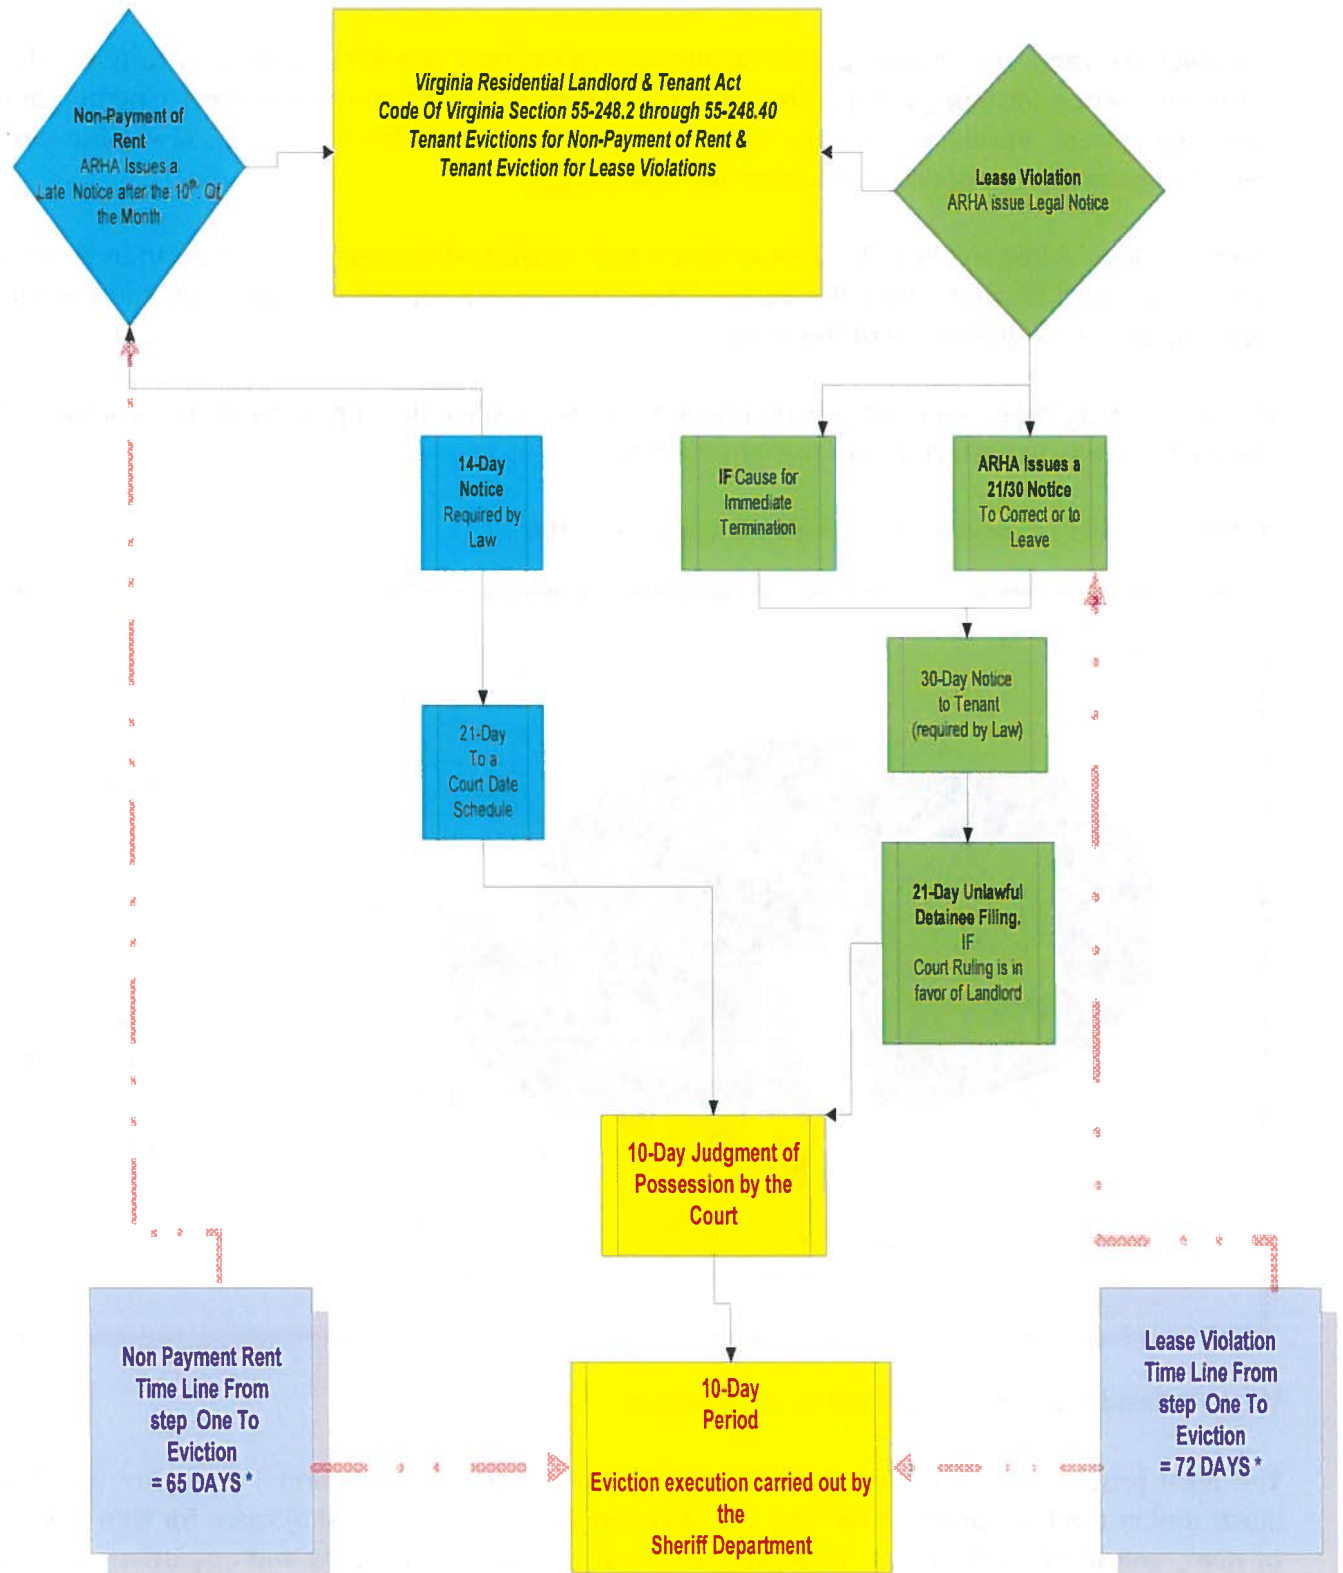 Non-Payment of
Rent
ARHA Issues a
Late Notice after the 10th. Of
the Month
Virginia Residential Landlord & Tenant Act
Code Of Virginia Section 55-248.2 through 55-248.40
Tenant Evictions for Non-Payment of Rent &
Tenant Eviction for Lease Violations
Lease Violation
ARHA issue Legal Notice
14-Day
Notice
Required by
Law
IF Cause for
Immediate
Termination
ARHA Issues a
21/30 Notice
To Correct or to
Leave
30-Day Notice
to Tenant
(required by Law)
21-Day
To a
Court Date
Schedule
21-Day Unlawful
Detainee Filing,
IF
Court Ruling is in
favor of Landlord
10-Day Judgment of
Possession by the
Court
Non Payment Rent
Time Line From
step One To
Eviction
= 65 DAYS *
10-Day
Period
Eviction execution carried out by
the
Sheriff Department
Lease Violation
Time Line From
step One To
Eviction
= 72 DAYS *